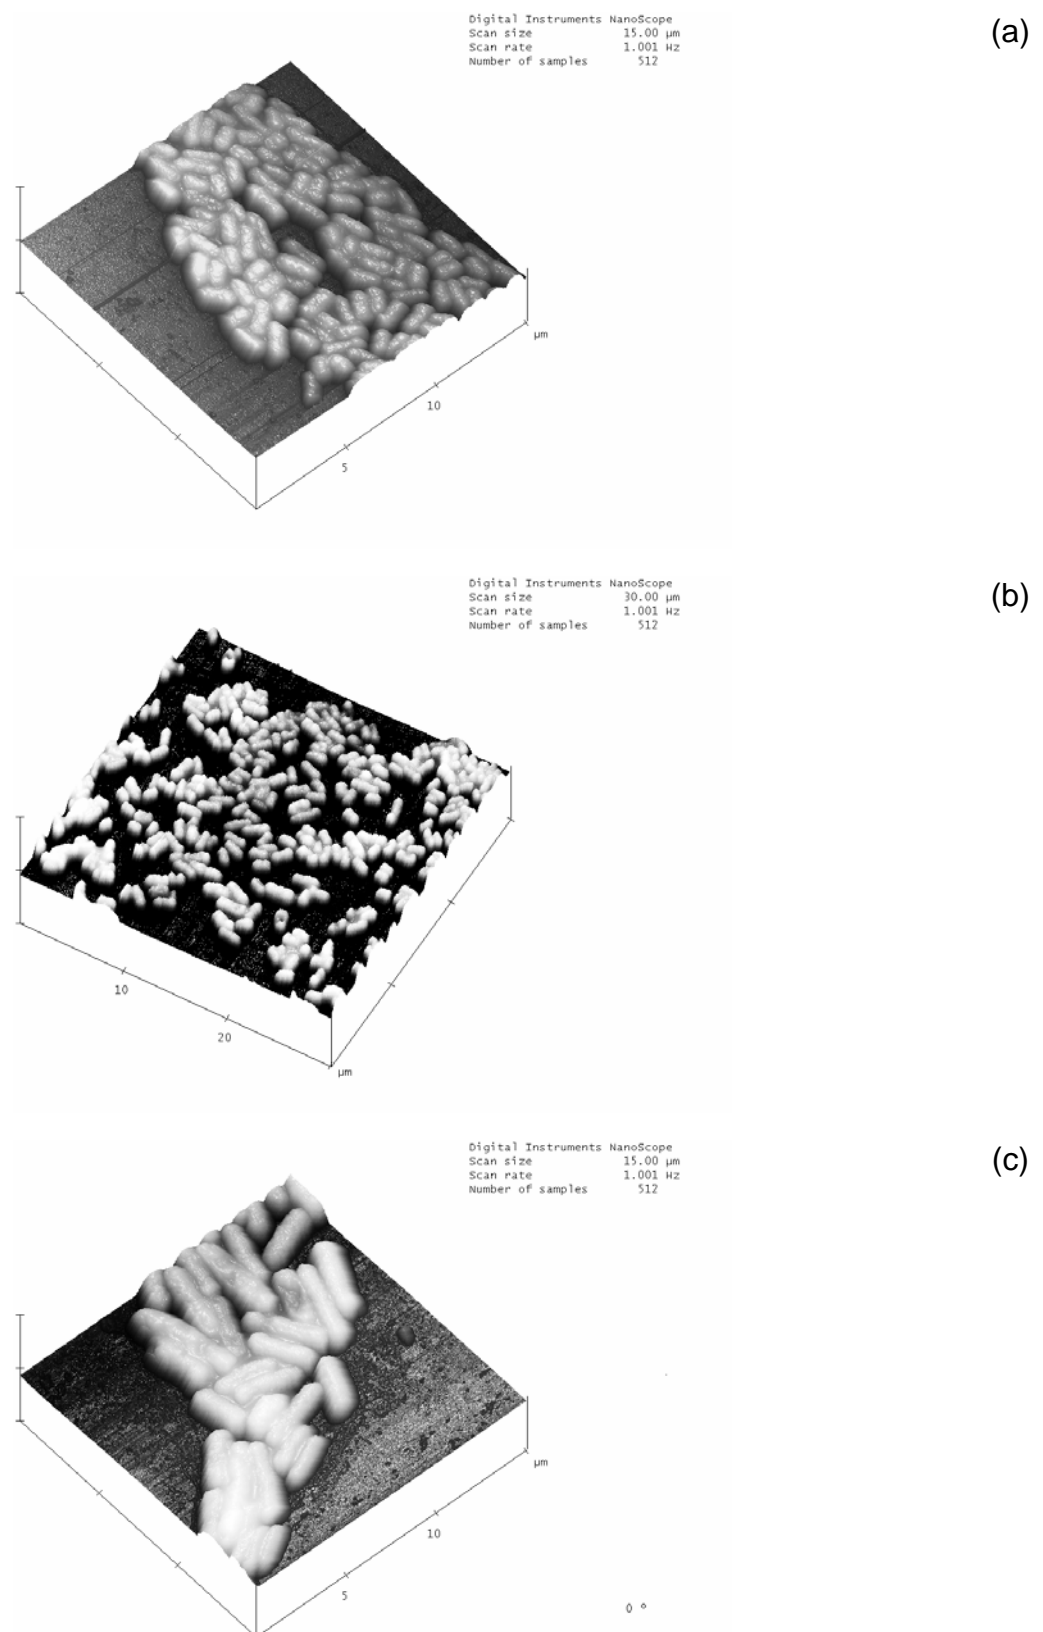 Digital Instruments NanoScope
Scan size 15.00 µm
Scan rate 1.001 Hz
Number of samples 512
(a)
µm
10
5
Digital Instruments NanoScope
Scan size 30.00 µm
Scan rate 1.001 Hz
Number of samples 512
(b)
10
20
µm
Digital Instruments NanoScope
Scan size 15.00 µm
Scan rate 1.001 Hz
Number of samples 512
(c)
µm
10
5
0 °